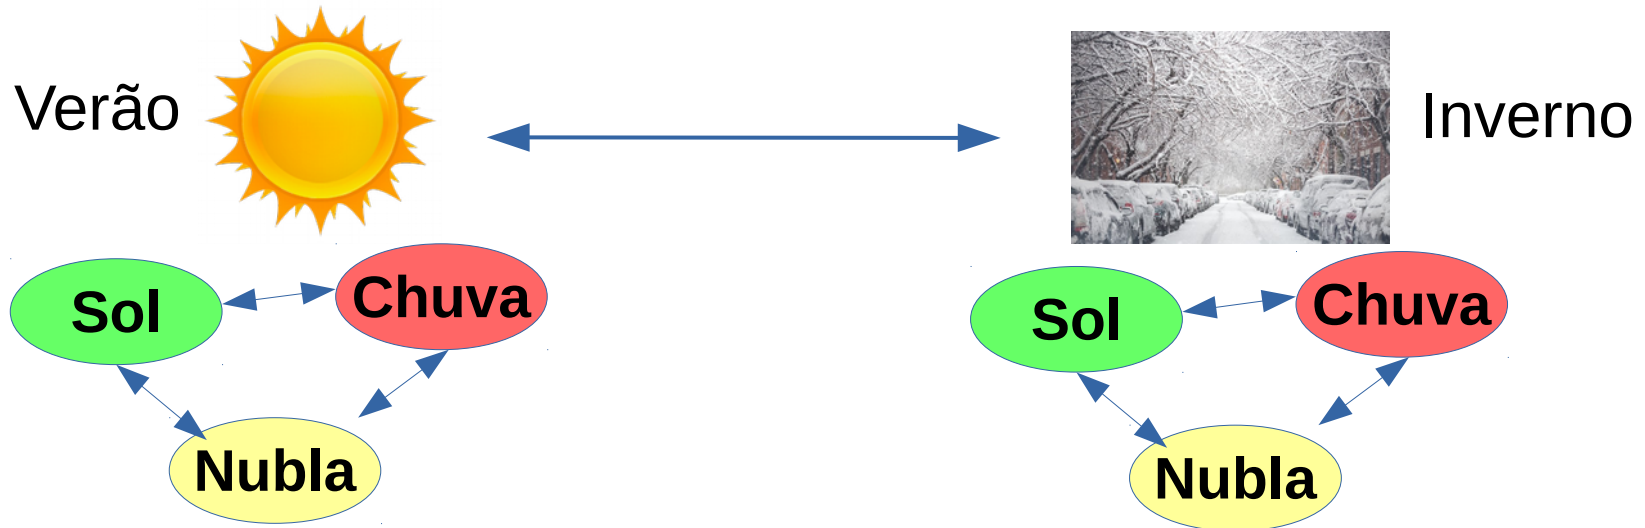 Verão
Inverno
Sol
Chuva
Nubla
Sol
Chuva
Nubla